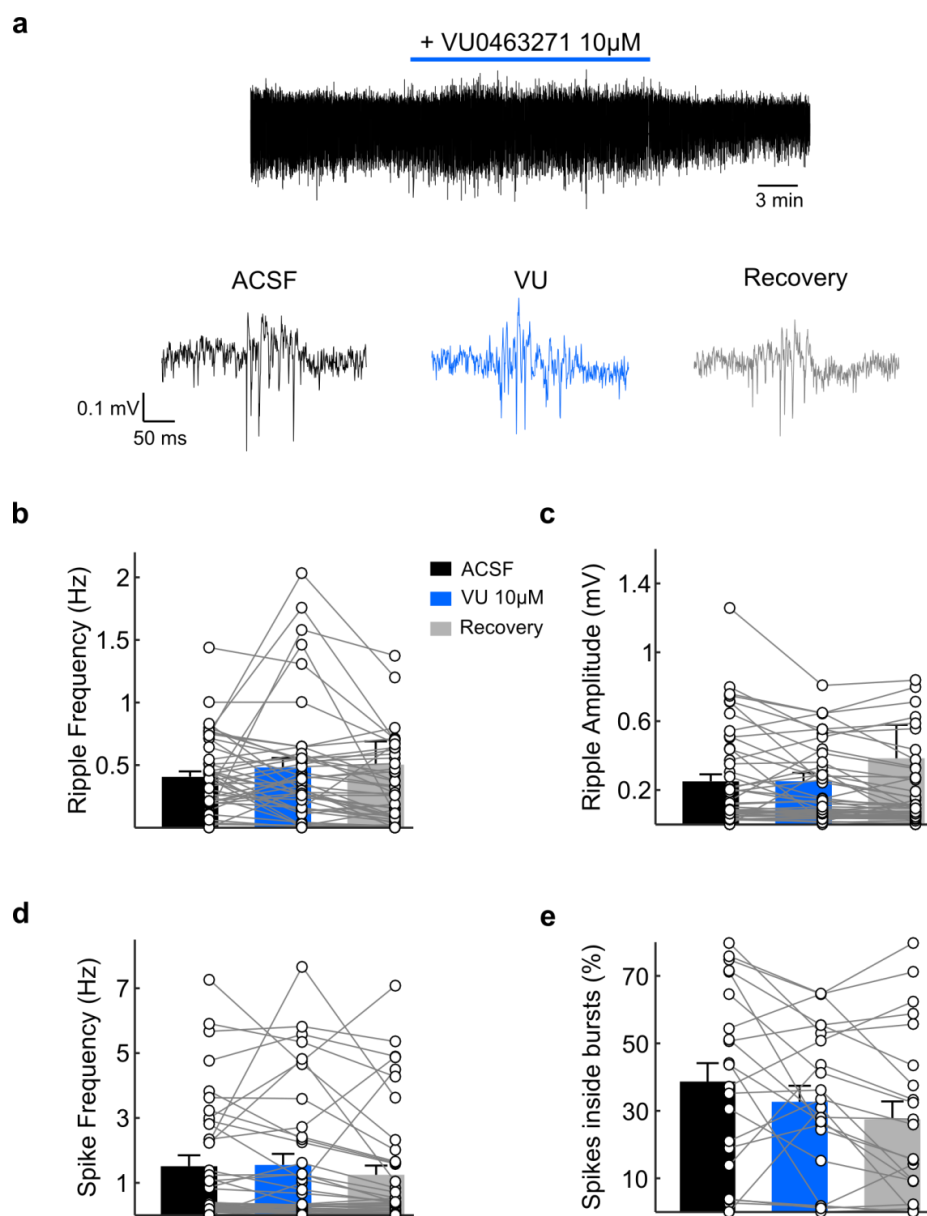 a
+ VU0463271 10µM
3 min
ACSF
VU
Recovery
0.1 mV
50 ms
b
Ripple Frequency (Hz)
2
1.5
1
0.5
ACSF
VU 10µM
Recovery
c
Ripple Amplitude (mV)
1.4
1
0.6
0.2
d
Spike Frequency (Hz)
7
5
3
1
e
Spikes inside bursts (%)
70
50
30
10